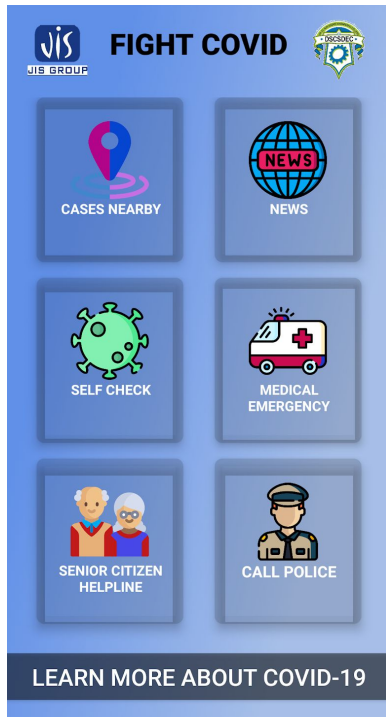 JIS
JIS GROUP
FIGHT COVID
DSCSDEC
CASES NEARBY
NEWS
NEWS
SELF CHECK
MEDICAL
EMERGENCY
SENIOR CITIZEN
HELPLINE
CALL POLICE
LEARN MORE ABOUT COVID-19